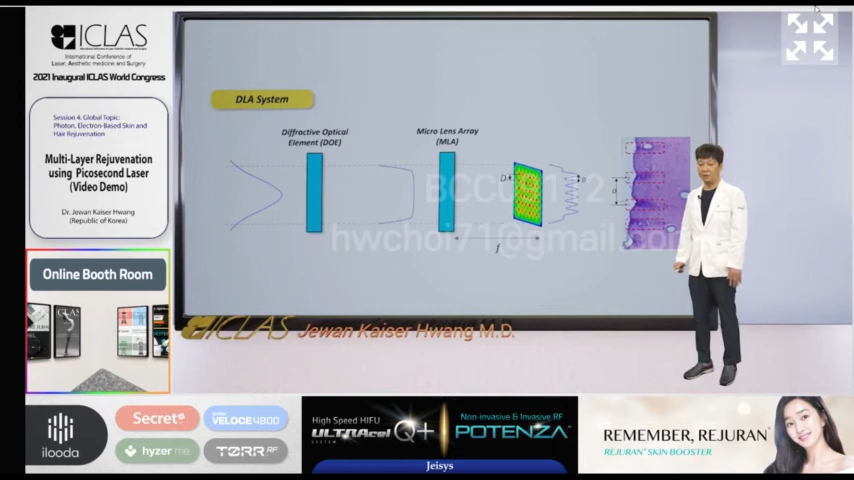 ICLAS
International Conference of
Laser, Aesthetic medicine and Surgery
2021 Inaugural ICLAS World Congress
Session 4. Global Topic:
Photon, Electron-Based Skin and
Hair Rejuvenation
Multi-Layer Rejuvenation
using Picosecond Laser
(Video Demo)
Dr. Jewan Kaiser Hwang
(Republic of Korea)
Online Booth Room
DLA System
Diffractive Optical
Element (DOE)
Micro Lens Array
(MLA)
D
D
D
f
hwchoi71@gmail.com
ICLAS Jewan Kaiser Hwang M.D.
ilooda
Secret
VELOCE 4800
hyzer me.
TORR RF
High Speed HIFU
ULTRAcel Q+
SYSTEM
Non-invasive & Invasive RF
POTENZA
Jeisys
REMEMBER, REJURAN
REJURAN SKIN BOOSTER